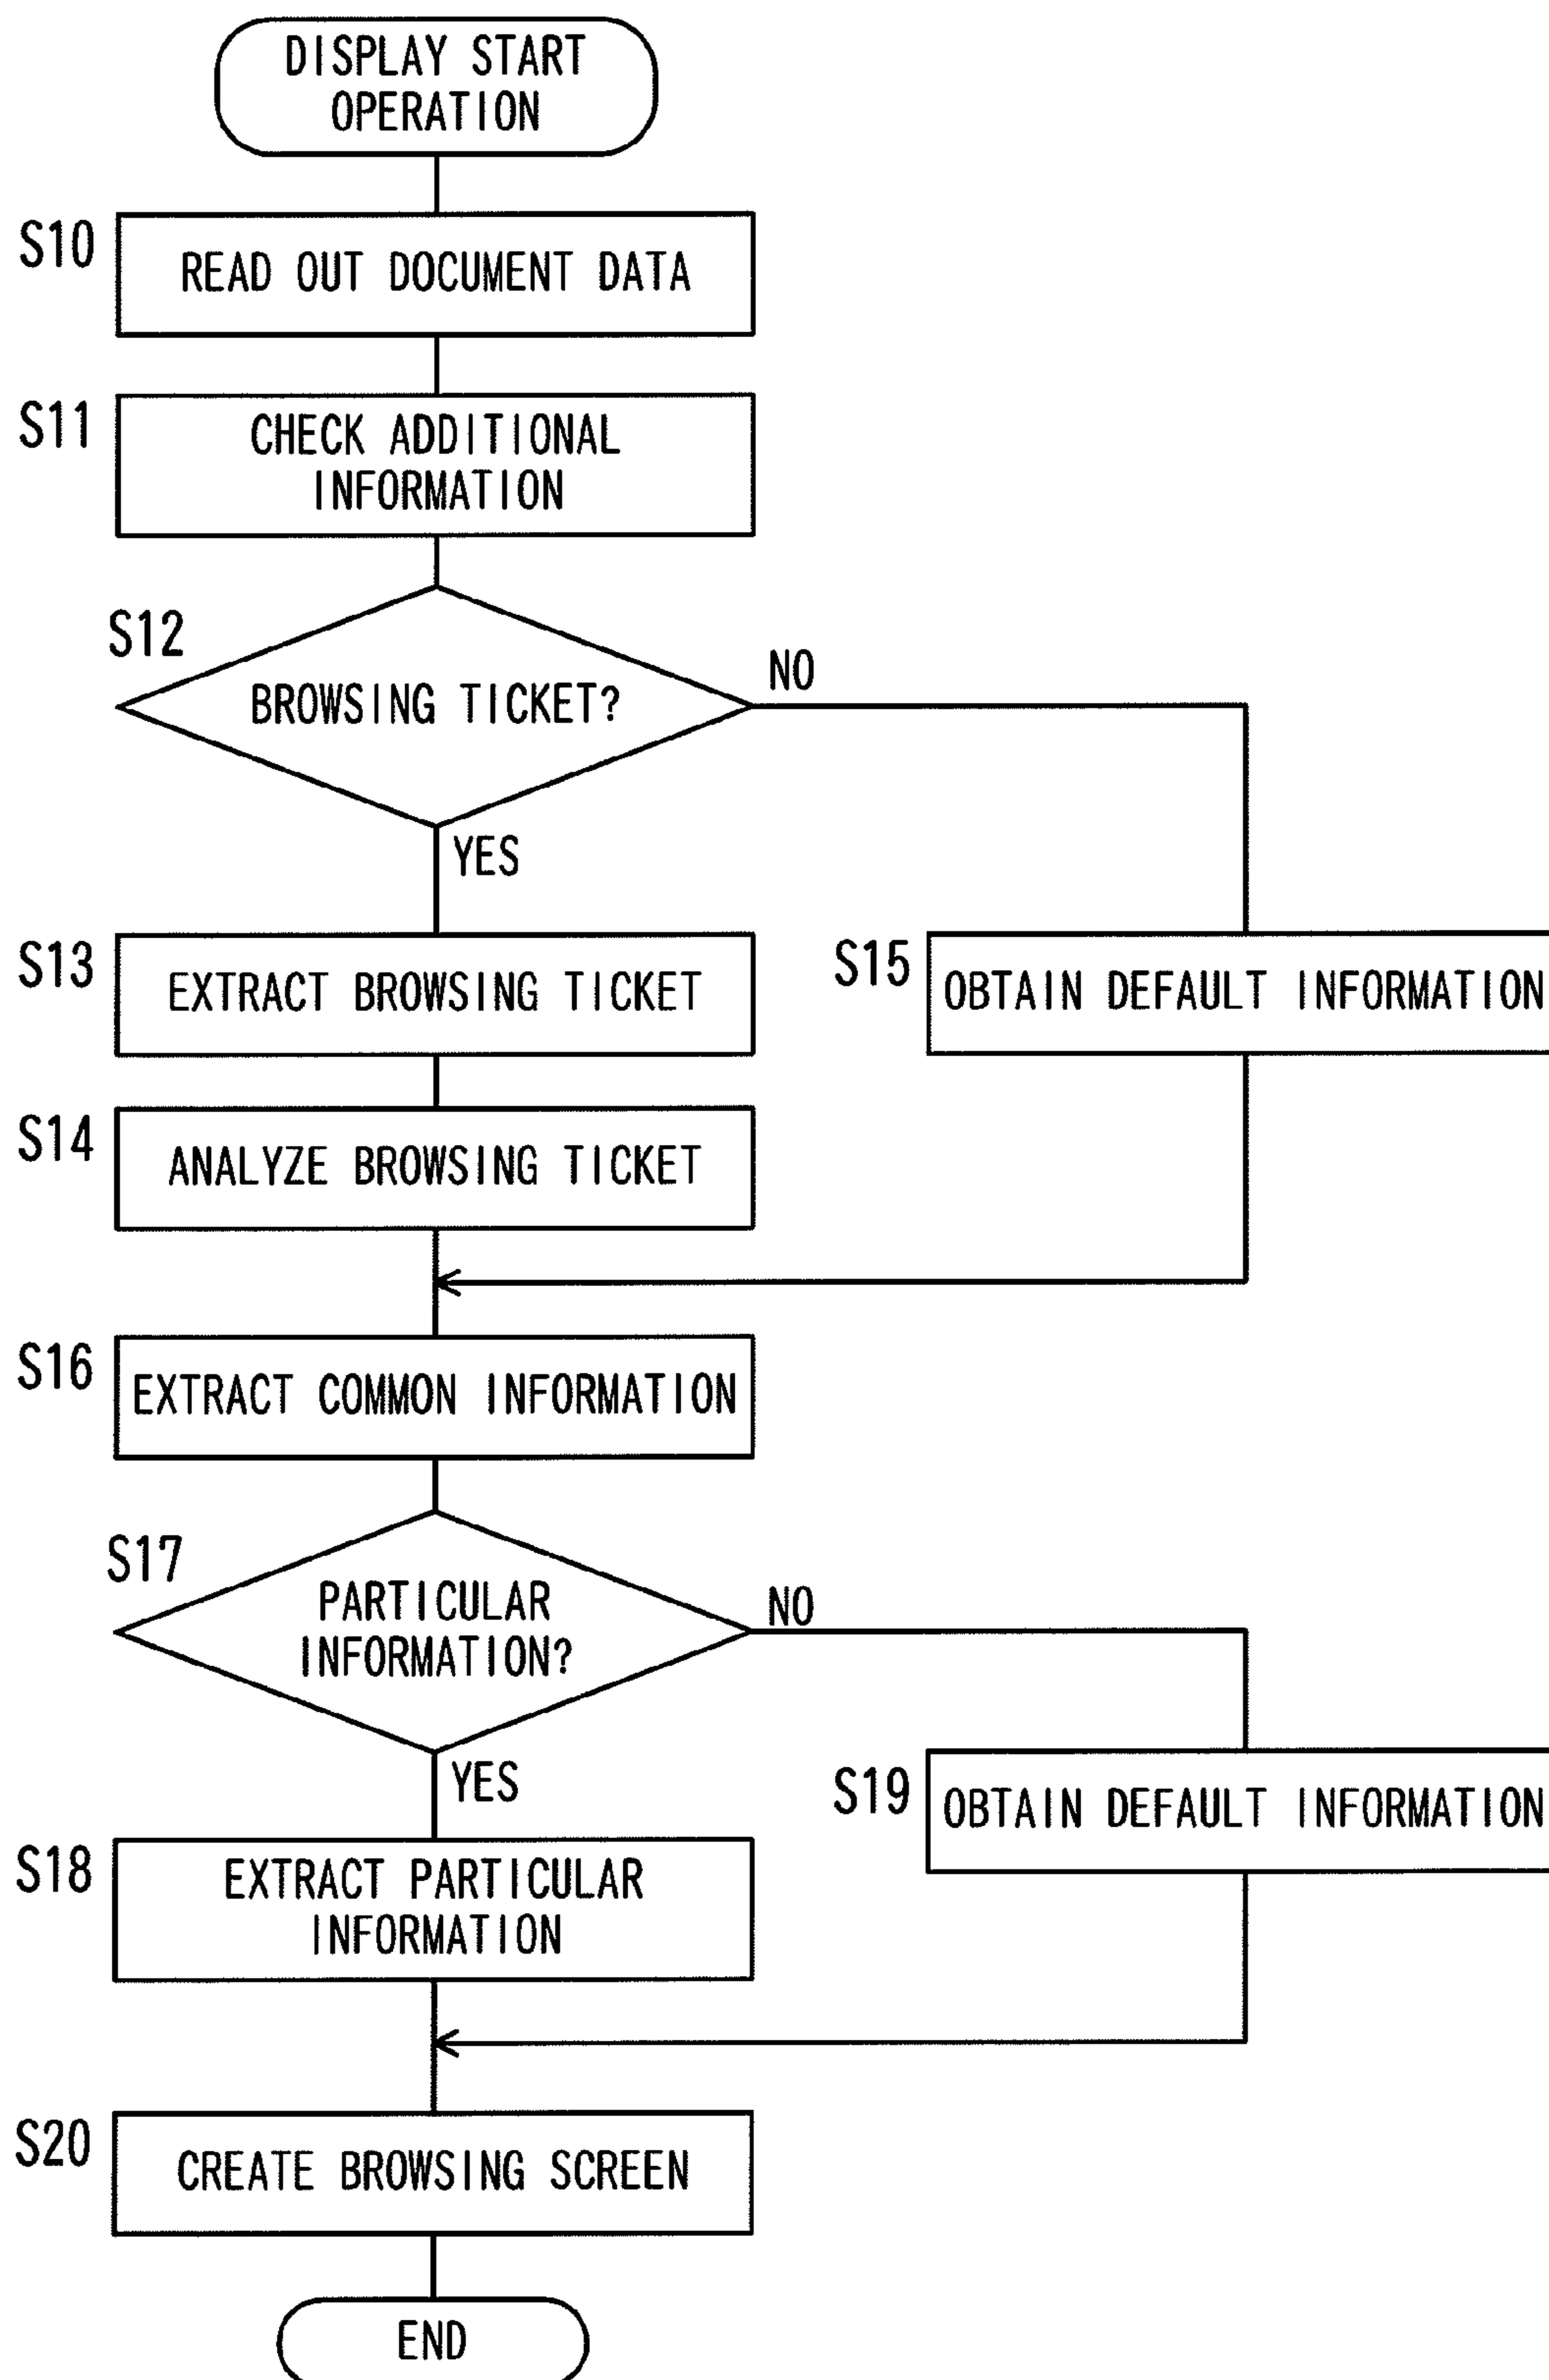 DISPLAY START
OPERATION
S10
READ OUT DOCUMENT DATA
S11
CHECK ADDITIONAL
INFORMATION
S12
BROWSING TICKET?
NO
YES
S13
EXTRACT BROWSING TICKET
S15
OBTAIN DEFAULT INFORMATION
S14
ANALYZE BROWSING TICKET
S16
EXTRACT COMMON INFORMATION
S17
PARTICULAR
INFORMATION?
NO
YES
S19
OBTAIN DEFAULT INFORMATION
S18
EXTRACT PARTICULAR
INFORMATION
S20
CREATE BROWSING SCREEN
END